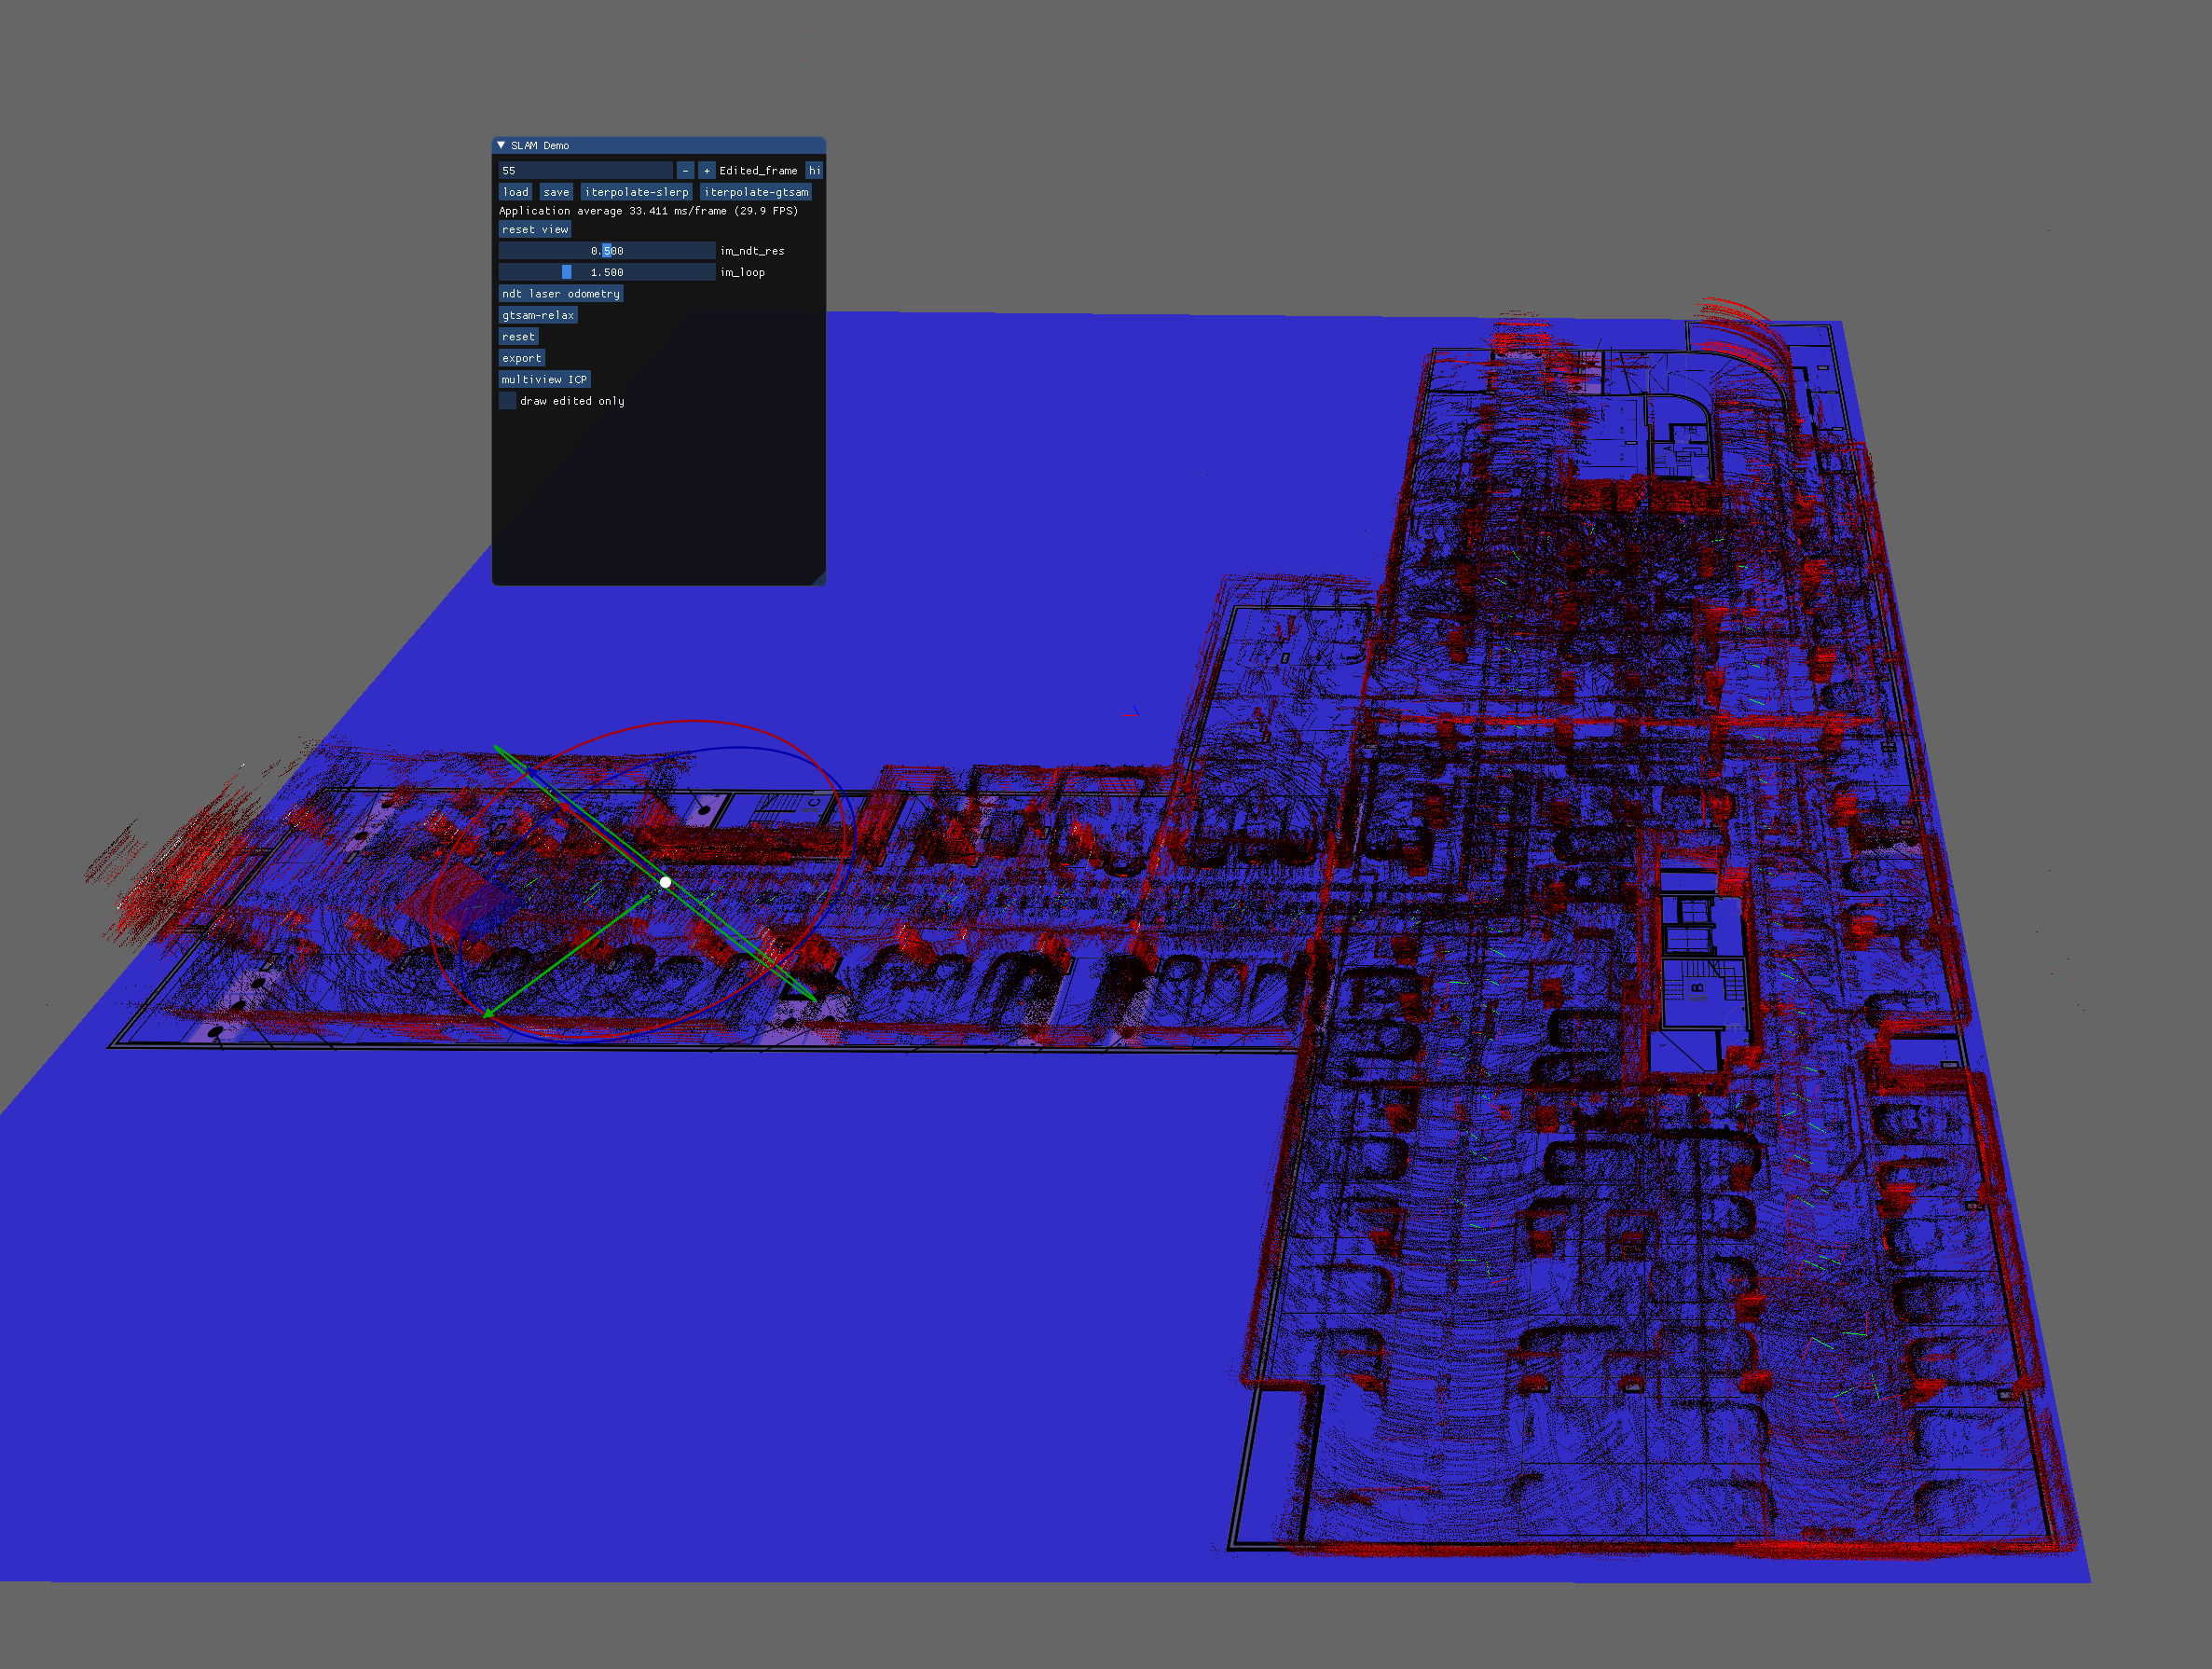 SLAM Demo
55 - + Edited_frame hi
load save iterpolate-slerp iterpolate-gtsam
Application average 33.411 ms/frame (29.9 FPS)
reset view
0.500 im_ndt_res
1.500 im_loop
ndt laser odometry
gtsam-relax
reset
export
multiview ICP
draw edited only
C
B